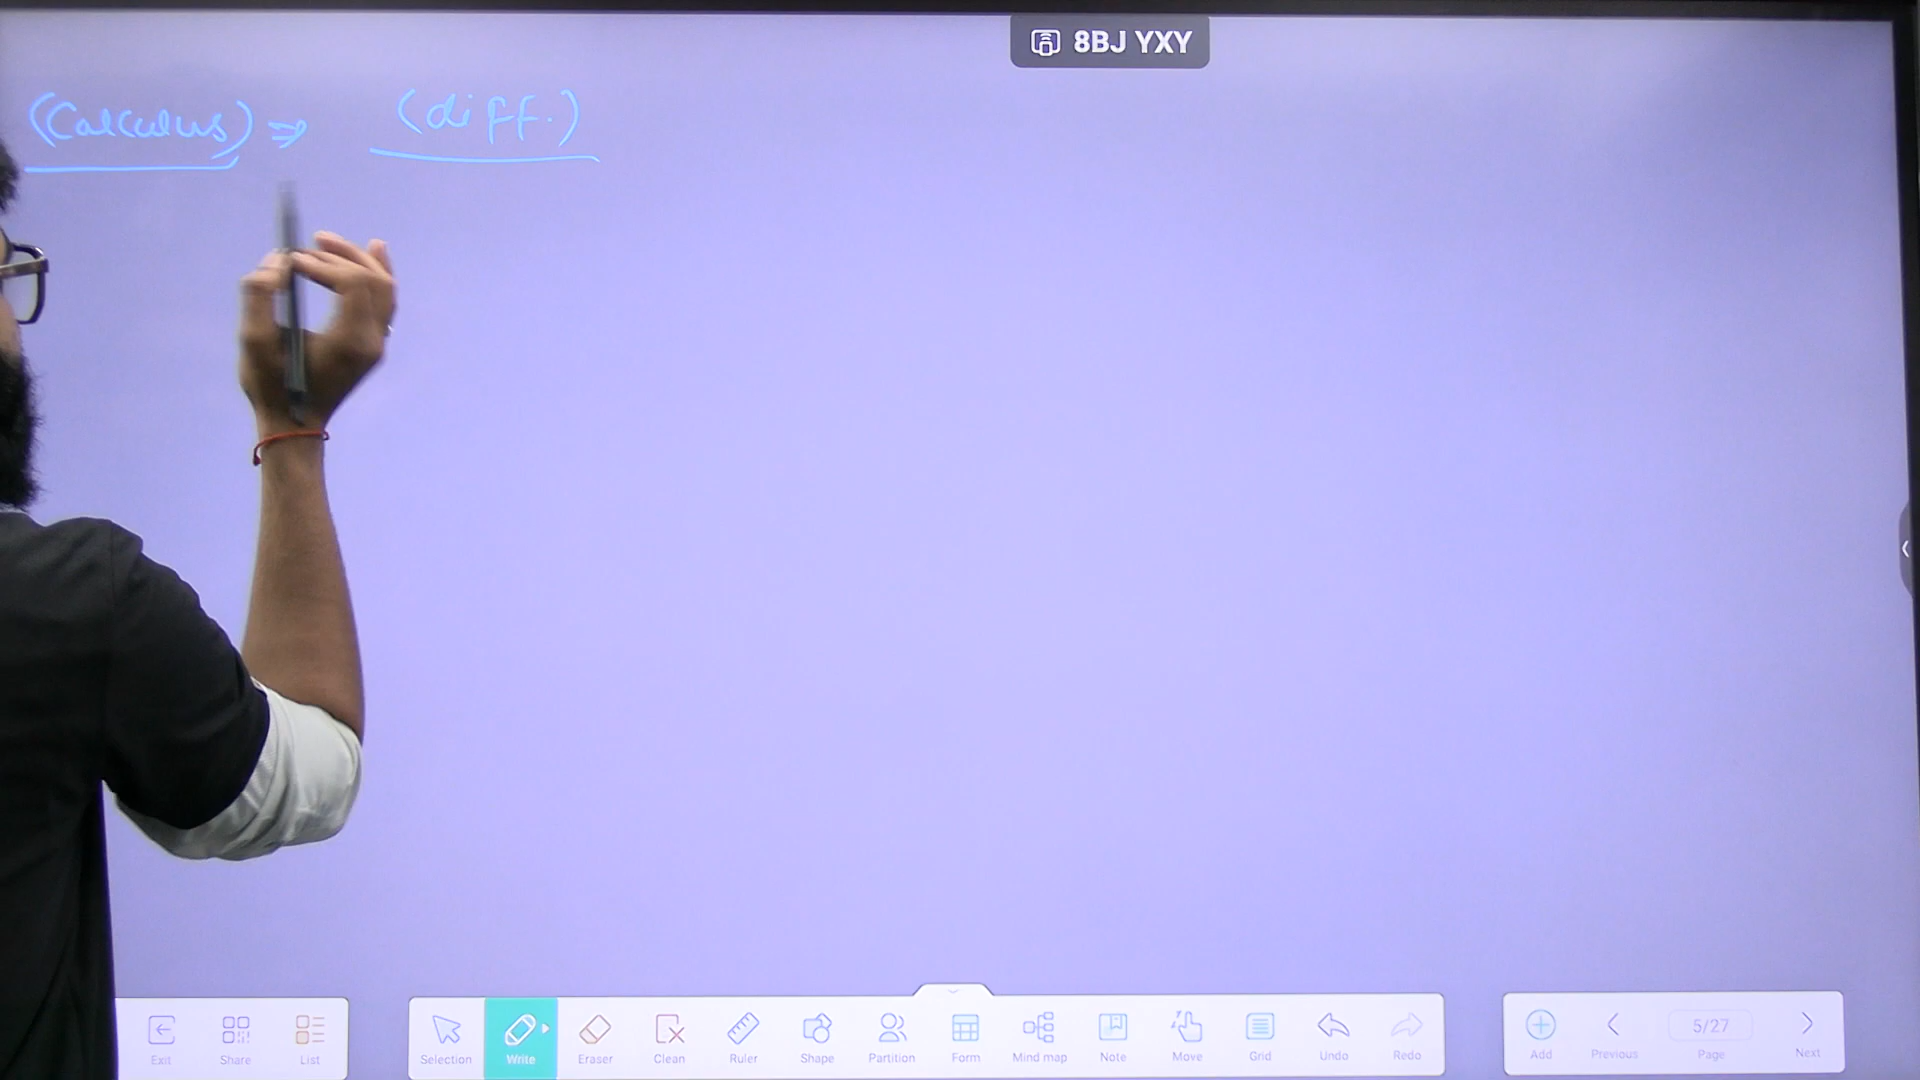 8BJ YXY
(Calculus) ⇒ (diff.)
Exit Share List Selection Write Eraser Clean Ruler Shape Partition Form Mind map Note Move Grid Undo Redo Add Previous 5/27 Page Next